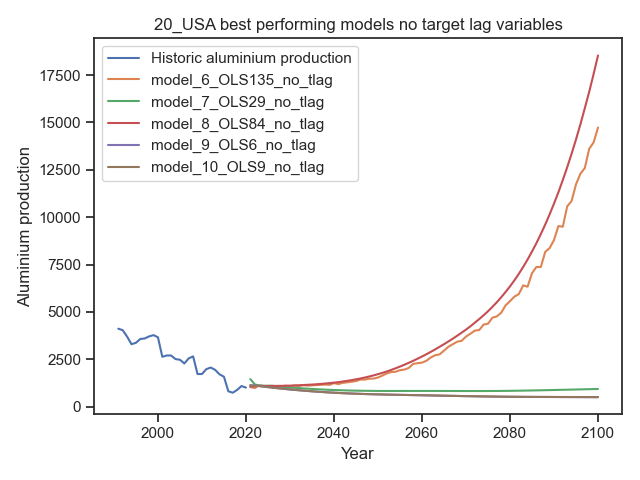 20_USA best performing models no target lag variables
Historic aluminium production
model_6_OLS135_no_tlag
model_7_OLS29_no_tlag
model_8_OLS84_no_tlag
model_9_OLS6_no_tlag
model_10_OLS9_no_tlag
Aluminium production
17500
15000
12500
10000
7500
5000
2500
0
2000
2020
2040
2060
2080
2100
Year